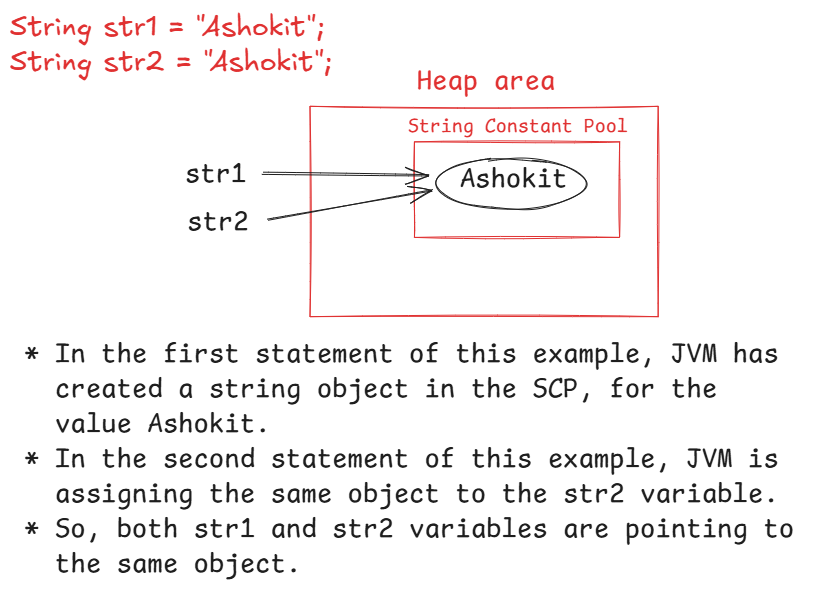 String str1 = "Ashokit";
String str2 = "Ashokit";
Heap area
String Constant Pool
str1
Ashokit
str2
* In the first statement of this example, JVM has
created a string object in the SCP, for the
value Ashokit.
* In the second statement of this example, JVM is
assigning the same object to the str2 variable.
* So, both str1 and str2 variables are pointing to
the same object.